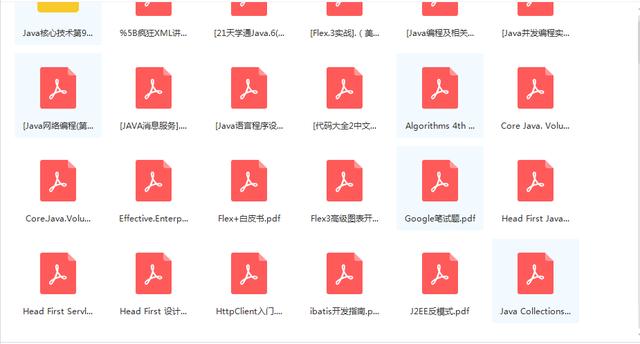 Java核心技术第9...
%5B疯狂XML讲...
[21天学通Java.6(...
[Flex.3实战].（美...
[Java编程及相关...
[Java并发编程实...
[Java网络编程(第...
[JAVA消息服务]....
[Java语言程序设...
[代码大全2中文...
Algorithms 4th ...
Core Java. Volu...
Core.Java.Volu...
Effective.Enterp...
Flex+白皮书.pdf
Flex3高级图表开...
Google笔试题.pdf
Head First Java...
Head First Servl...
Head First 设计...
HttpClient入门....
ibatis开发指南.p...
J2EE反模式.pdf
Java Collections...